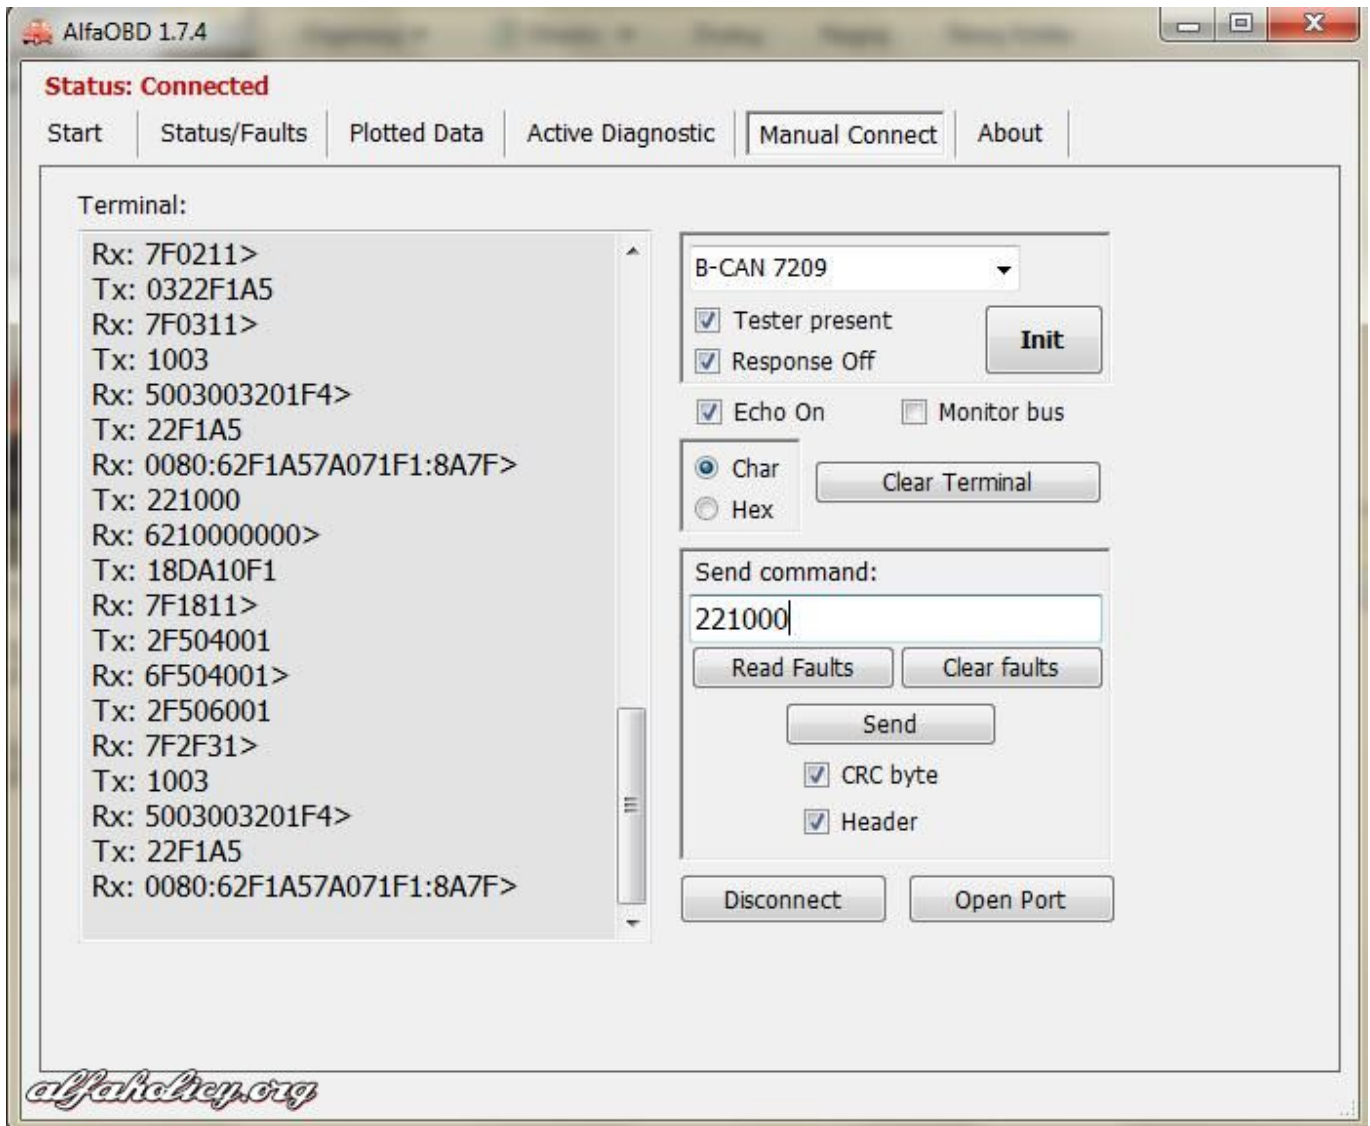 AlfaOBD 1.7.4
Status: Connected
Start Status/Faults Plotted Data Active Diagnostic Manual Connect About
Terminal:
Rx: 7F0211>
Tx: 0322F1A5
Rx: 7F0311>
Tx: 1003
Rx: 5003003201F4>
Tx: 22F1A5
Rx: 0080:62F1A57A071F1:8A7F>
Tx: 221000
Rx: 6210000000>
Tx: 18DA10F1
Rx: 7F1811>
Tx: 2F504001
Rx: 6F504001>
Tx: 2F506001
Rx: 7F2F31>
Tx: 1003
Rx: 5003003201F4>
Tx: 22F1A5
Rx: 0080:62F1A57A071F1:8A7F>
B-CAN 7209
Tester present
Response Off
Init
Echo On Monitor bus
Char
Hex
Clear Terminal
Send command:
221000
Read Faults Clear faults
Send
CRC byte
Header
Disconnect Open Port
alfaholicy.org